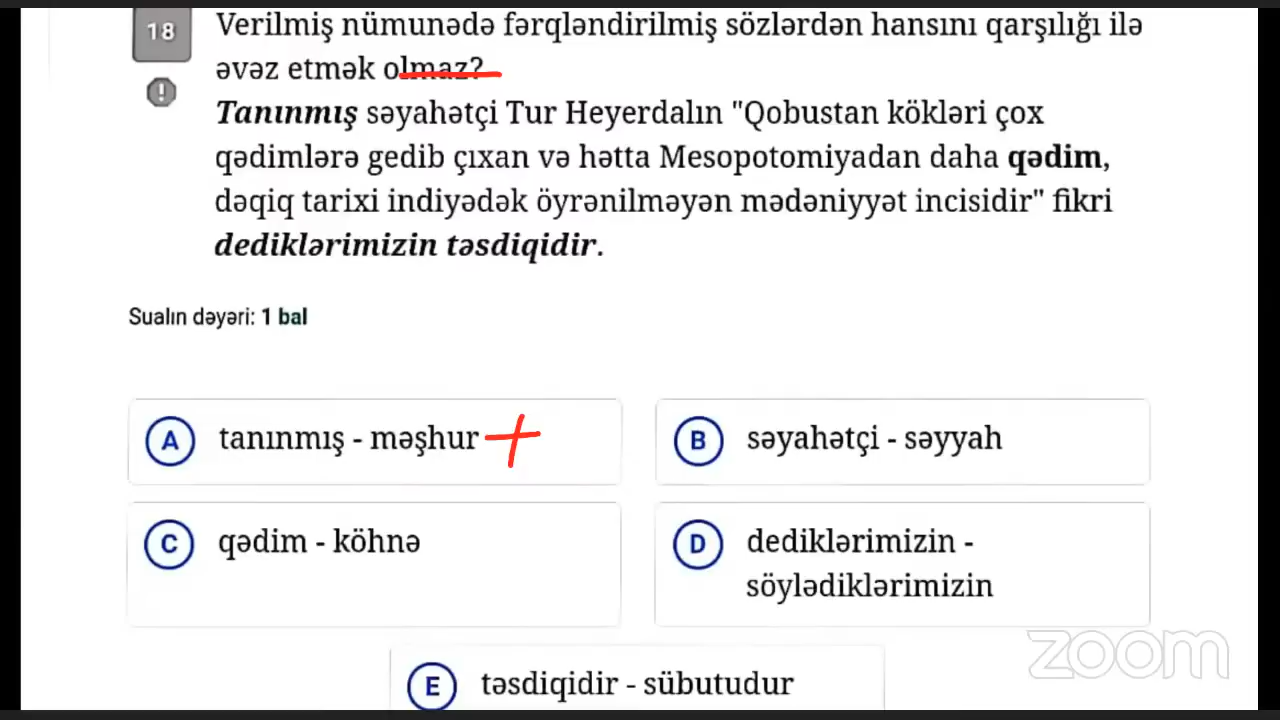 18
Verilmiş nümunədə fərqləndirilmiş sözlərdən hansını qarşılığı ilə
əvəz etmək olmaz?
Tanınmış səyahətçi Tur Heyerdalın "Qobustan kökləri çox
qədimlərə gedib çıxan və hətta Mesopotomiyadan daha qədim,
dəqiq tarixi indiyədək öyrənilməyən mədəniyyət incisidir" fikri
dediklərimizin təsdiqidir.
Sualın dəyəri: 1 bal
A tanınmış - məşhur
B səyahətçi - səyyah
C qədim - köhnə
D dediklərimizin -
söylədiklərimizin
E təsdiqidir - sübutudur
zoom